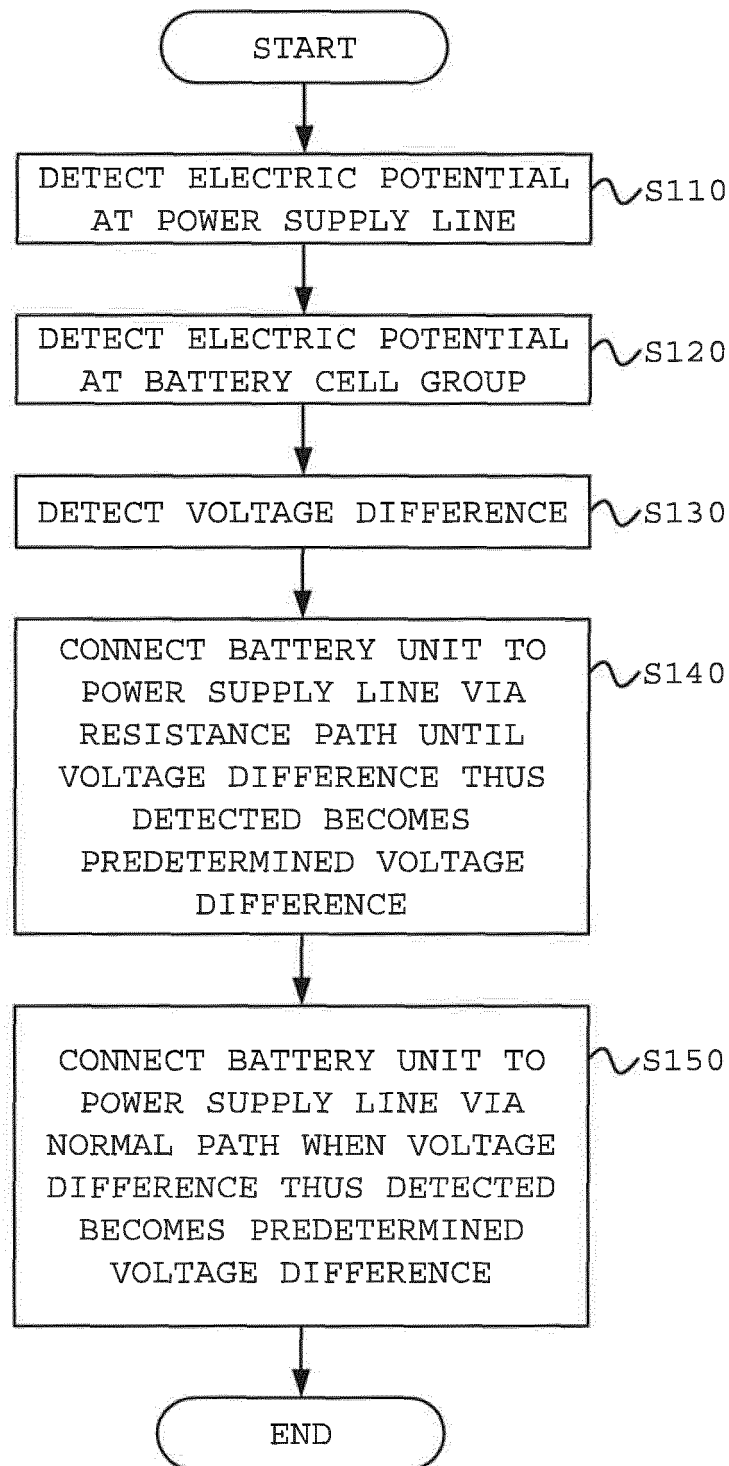 START
DETECT ELECTRIC POTENTIAL
AT POWER SUPPLY LINE
S110
DETECT ELECTRIC POTENTIAL
AT BATTERY CELL GROUP
S120
DETECT VOLTAGE DIFFERENCE
S130
CONNECT BATTERY UNIT TO
POWER SUPPLY LINE VIA
RESISTANCE PATH UNTIL
VOLTAGE DIFFERENCE THUS
DETECTED BECOMES
PREDETERMINED VOLTAGE
DIFFERENCE
S140
CONNECT BATTERY UNIT TO
POWER SUPPLY LINE VIA
NORMAL PATH WHEN VOLTAGE
DIFFERENCE THUS DETECTED
BECOMES PREDETERMINED
VOLTAGE DIFFERENCE
S150
END